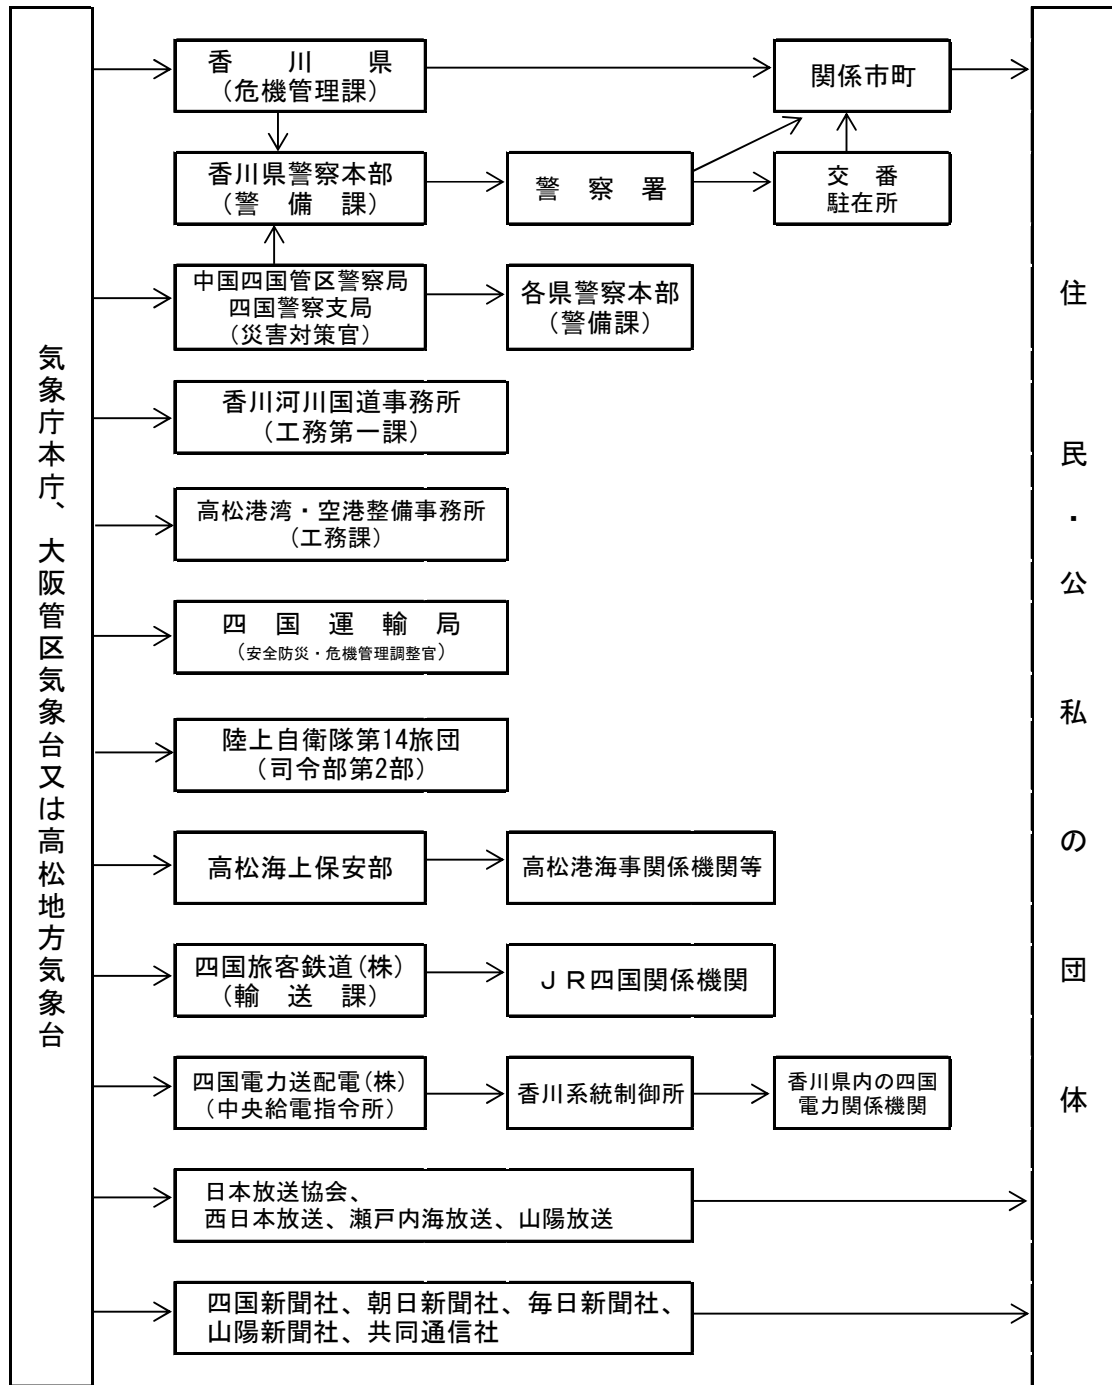 気象庁本庁、大阪管区気象台又は高松地方気象台
香川県
(危機管理課)
関係市町
香川県警察本部
(警備課)
警察署
交番
駐在所
中国四国管区警察局
四国警察支局
(災害対策官)
各県警察本部
(警備課)
香川河川国道事務所
(工務第一課)
高松港湾・空港整備事務所
(工務課)
四国運輸局
(安全防災・危機管理調整官)
陸上自衛隊第14旅団
(司令部第2部)
高松海上保安部
高松港海事関係機関等
四国旅客鉄道(株)
(輸送課)
ＪＲ四国関係機関
四国電力送配電(株)
(中央給電指令所)
香川系統制御所
香川県内の四国
電力関係機関
日本放送協会、
西日本放送、瀬戸内海放送、山陽放送
四国新聞社、朝日新聞社、毎日新聞社、
山陽新聞社、共同通信社
住民・公私の団体